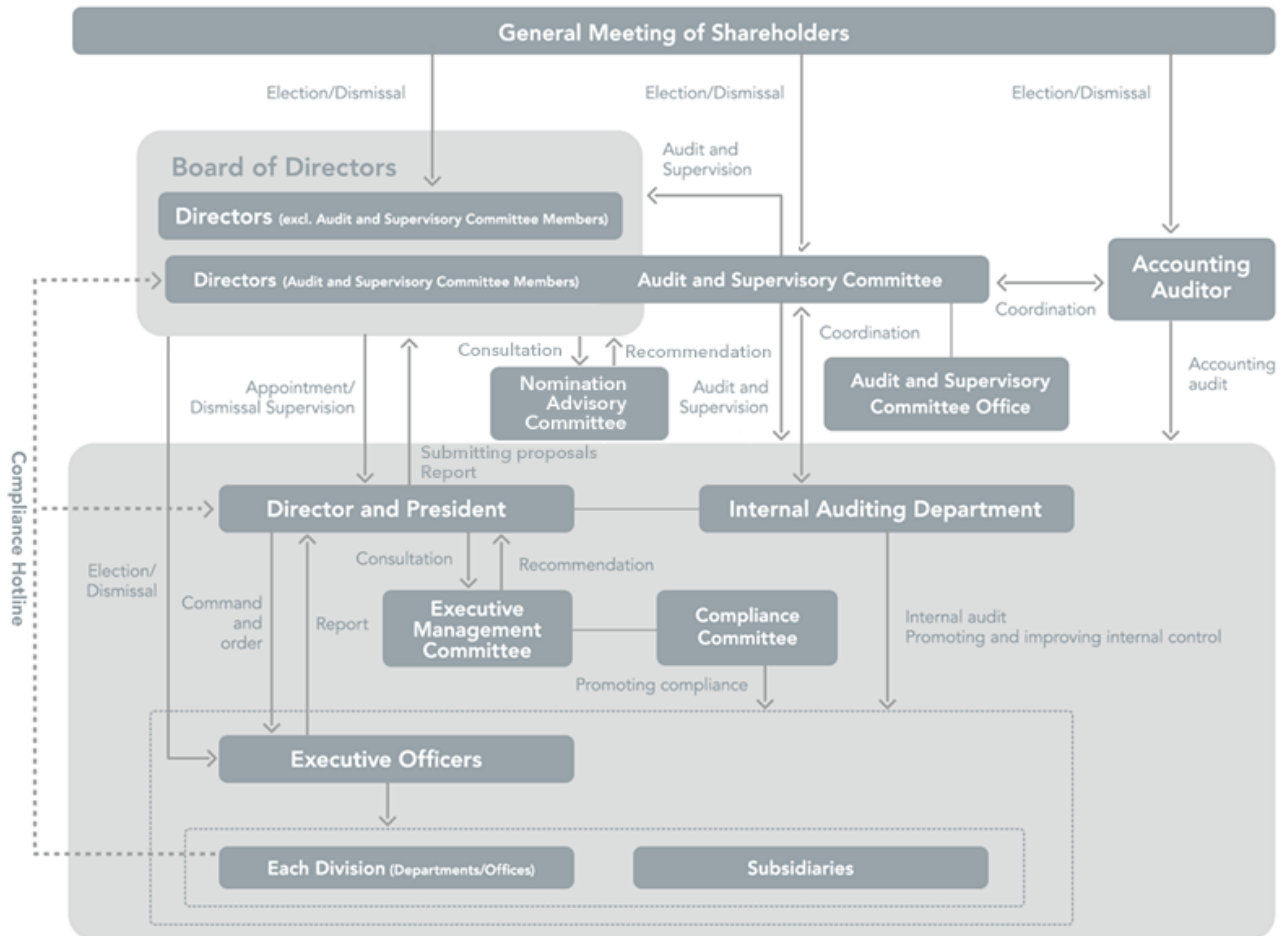 General Meeting of Shareholders
Election/Dismissal
Election/Dismissal
Election/Dismissal
Audit and
Supervision
Board of Directors
Directors (excl. Audit and Supervisory Committee Members)
Directors (Audit and Supervisory Committee Members)
Audit and Supervisory Committee
Accounting
Auditor
Coordination
Coordination
Consultation
Recommendation
Accounting
audit
Appointment/
Dismissal Supervision
Nomination
Advisory
Committee
Audit and
Supervision
Audit and Supervisory
Committee Office
Submitting proposals
Report
Compliance Hotline
Director and President
Internal Auditing Department
Consultation
Recommendation
Election/
Dismissal
Command
and
order
Report
Executive
Management
Committee
Compliance
Committee
Internal audit
Promoting and improving internal control
Promoting compliance
Executive Officers
Each Division (Departments/Offices)
Subsidiaries